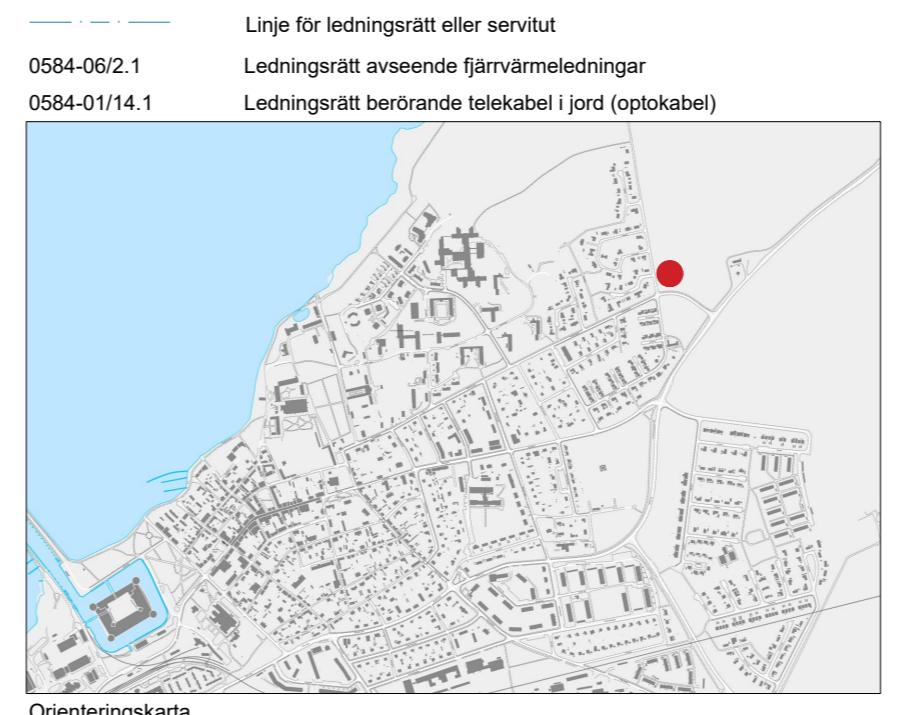 Linje för ledningsrätt eller servitut
0584-06/2.1 Ledningsrätt avseende fjärrvärmeledningar
0584-01/14.1 Ledningsrätt berörande telekabel i jord (optokabel)
Orienteringskarta